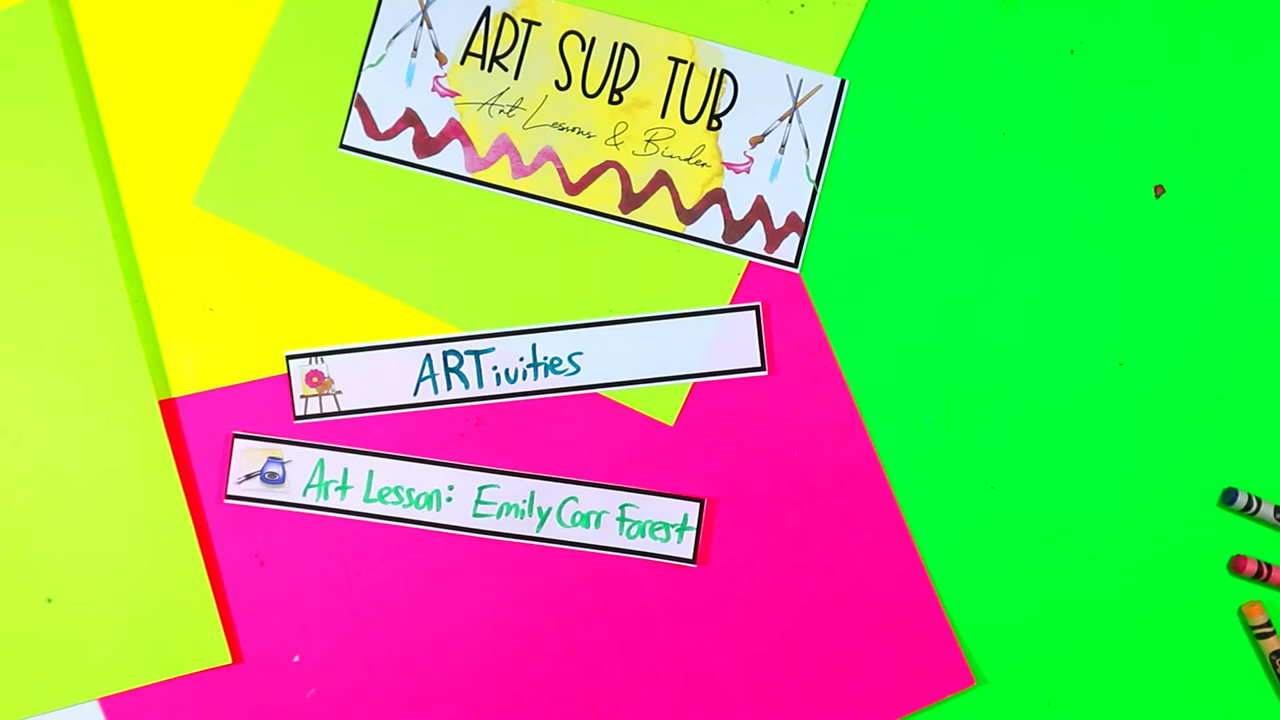 ART SUB TUB
Art Lessons & Binder
ARTivities
Art Lesson: Emily Carr Forest